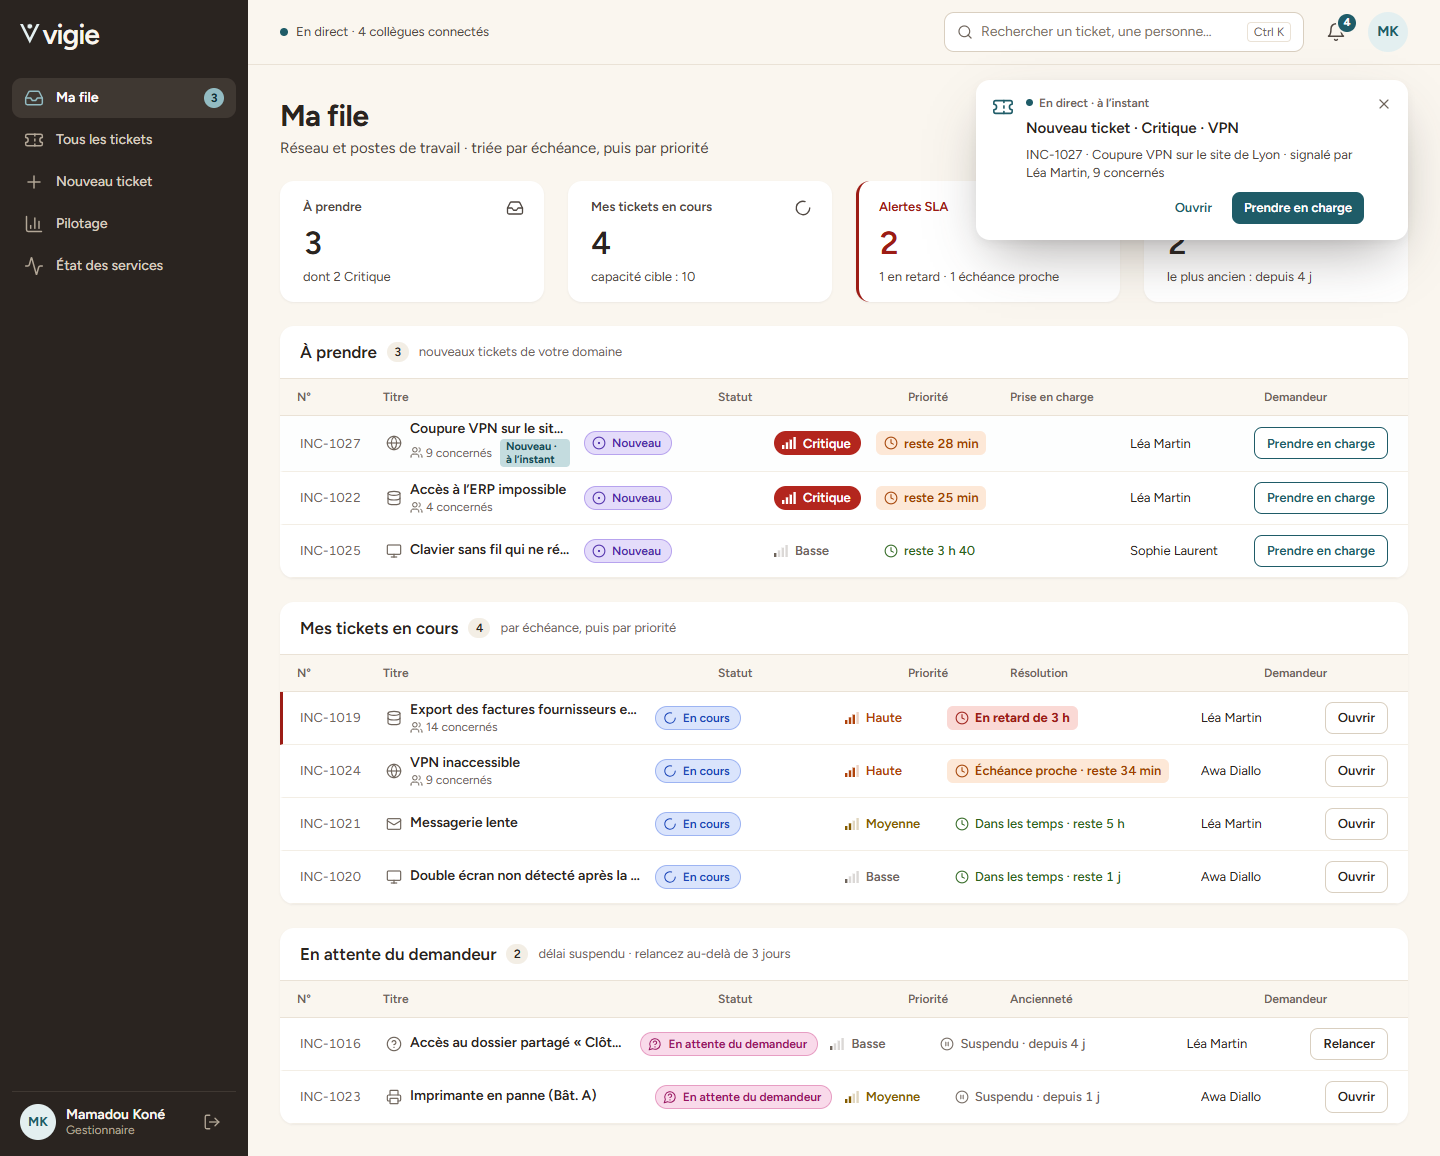 vigie
Ma file
3
Tous les tickets
Nouveau ticket
Pilotage
État des services
MK
Mamadou Koné
Gestionnaire
En direct · 4 collègues connectés
Rechercher un ticket, une personne...
Ctrl K
4
MK
En direct · à l’instant
Nouveau ticket · Critique · VPN
INC-1027 · Coupure VPN sur le site de Lyon · signalé par
Léa Martin, 9 concernés
Ouvrir
Prendre en charge
Ma file
Réseau et postes de travail · triée par échéance, puis par priorité
À prendre
3
dont 2 Critique
Mes tickets en cours
4
capacité cible : 10
Alertes SLA
2
1 en retard · 1 échéance proche
2
le plus ancien : depuis 4 j
À prendre 3 nouveaux tickets de votre domaine
N° Titre Statut Priorité Prise en charge Demandeur
INC-1027 Coupure VPN sur le sit... 9 concernés Nouveau · à l’instant Nouveau Critique reste 28 min Léa Martin Prendre en charge
INC-1022 Accès à l’ERP impossible 4 concernés Nouveau Critique reste 25 min Léa Martin Prendre en charge
INC-1025 Clavier sans fil qui ne ré... Nouveau Basse reste 3 h 40 Sophie Laurent Prendre en charge
Mes tickets en cours 4 par échéance, puis par priorité
N° Titre Statut Priorité Résolution Demandeur
INC-1019 Export des factures fournisseurs e... 14 concernés En cours Haute En retard de 3 h Léa Martin Ouvrir
INC-1024 VPN inaccessible 9 concernés En cours Haute Échéance proche · reste 34 min Awa Diallo Ouvrir
INC-1021 Messagerie lente En cours Moyenne Dans les temps · reste 5 h Léa Martin Ouvrir
INC-1020 Double écran non détecté après la ... En cours Basse Dans les temps · reste 1 j Awa Diallo Ouvrir
En attente du demandeur 2 délai suspendu · relancez au-delà de 3 jours
N° Titre Statut Priorité Ancienneté Demandeur
INC-1016 Accès au dossier partagé « Clôt... En attente du demandeur Basse Suspendu · depuis 4 j Léa Martin Relancer
INC-1023 Imprimante en panne (Bât. A) En attente du demandeur Moyenne Suspendu · depuis 1 j Awa Diallo Ouvrir